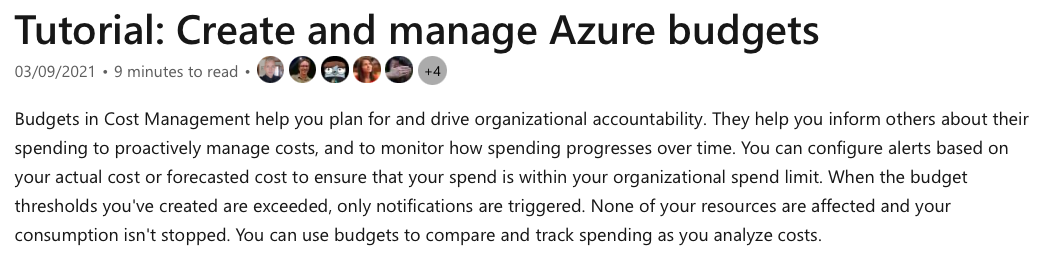 Tutorial: Create and manage Azure budgets
03/09/2021 • 9 minutes to read • +4
Budgets in Cost Management help you plan for and drive organizational accountability. They help you inform others about their
spending to proactively manage costs, and to monitor how spending progresses over time. You can configure alerts based on
your actual cost or forecasted cost to ensure that your spend is within your organizational spend limit. When the budget
thresholds you've created are exceeded, only notifications are triggered. None of your resources are affected and your
consumption isn't stopped. You can use budgets to compare and track spending as you analyze costs.